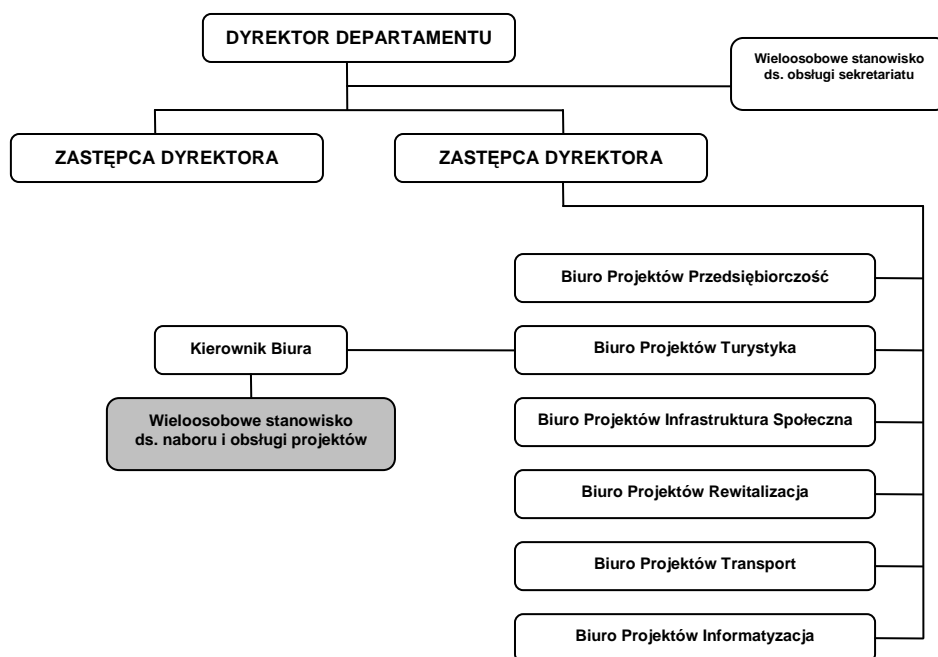 DYREKTOR DEPARTAMENTU
Wieloosobowe stanowisko
ds. obsługi sekretariatu
ZASTĘPCA DYREKTORA
ZASTĘPCA DYREKTORA
Biuro Projektów Przedsiębiorczość
Kierownik Biura
Biuro Projektów Turystyka
Wieloosobowe stanowisko
ds. naboru i obsługi projektów
Biuro Projektów Infrastruktura Społeczna
Biuro Projektów Rewitalizacja
Biuro Projektów Transport
Biuro Projektów Informatyzacja